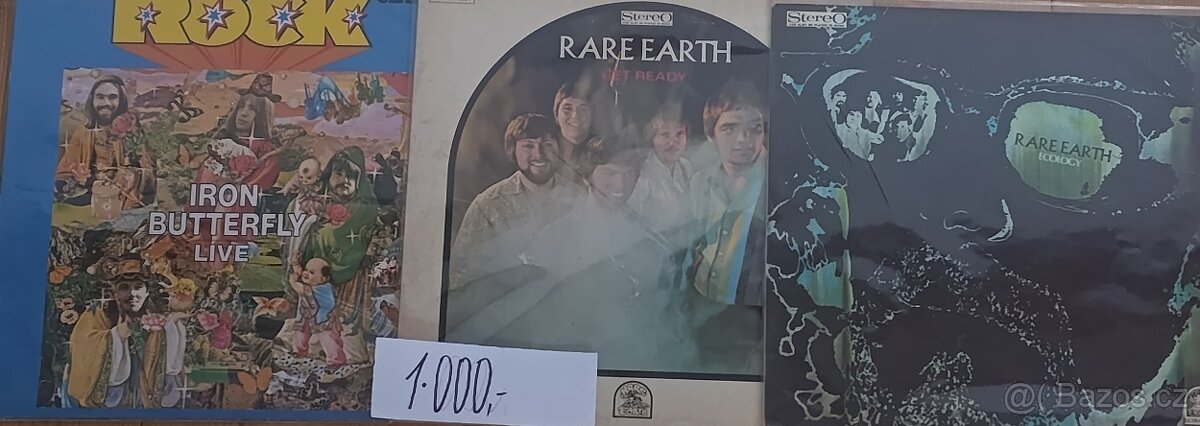 ROCK
IRON
BUTTERFLY
LIVE
StereO
RARE EARTH
GET READY
1.000,-
StereO
RARE EARTH
ECOLOGY
@( Bazos.cz